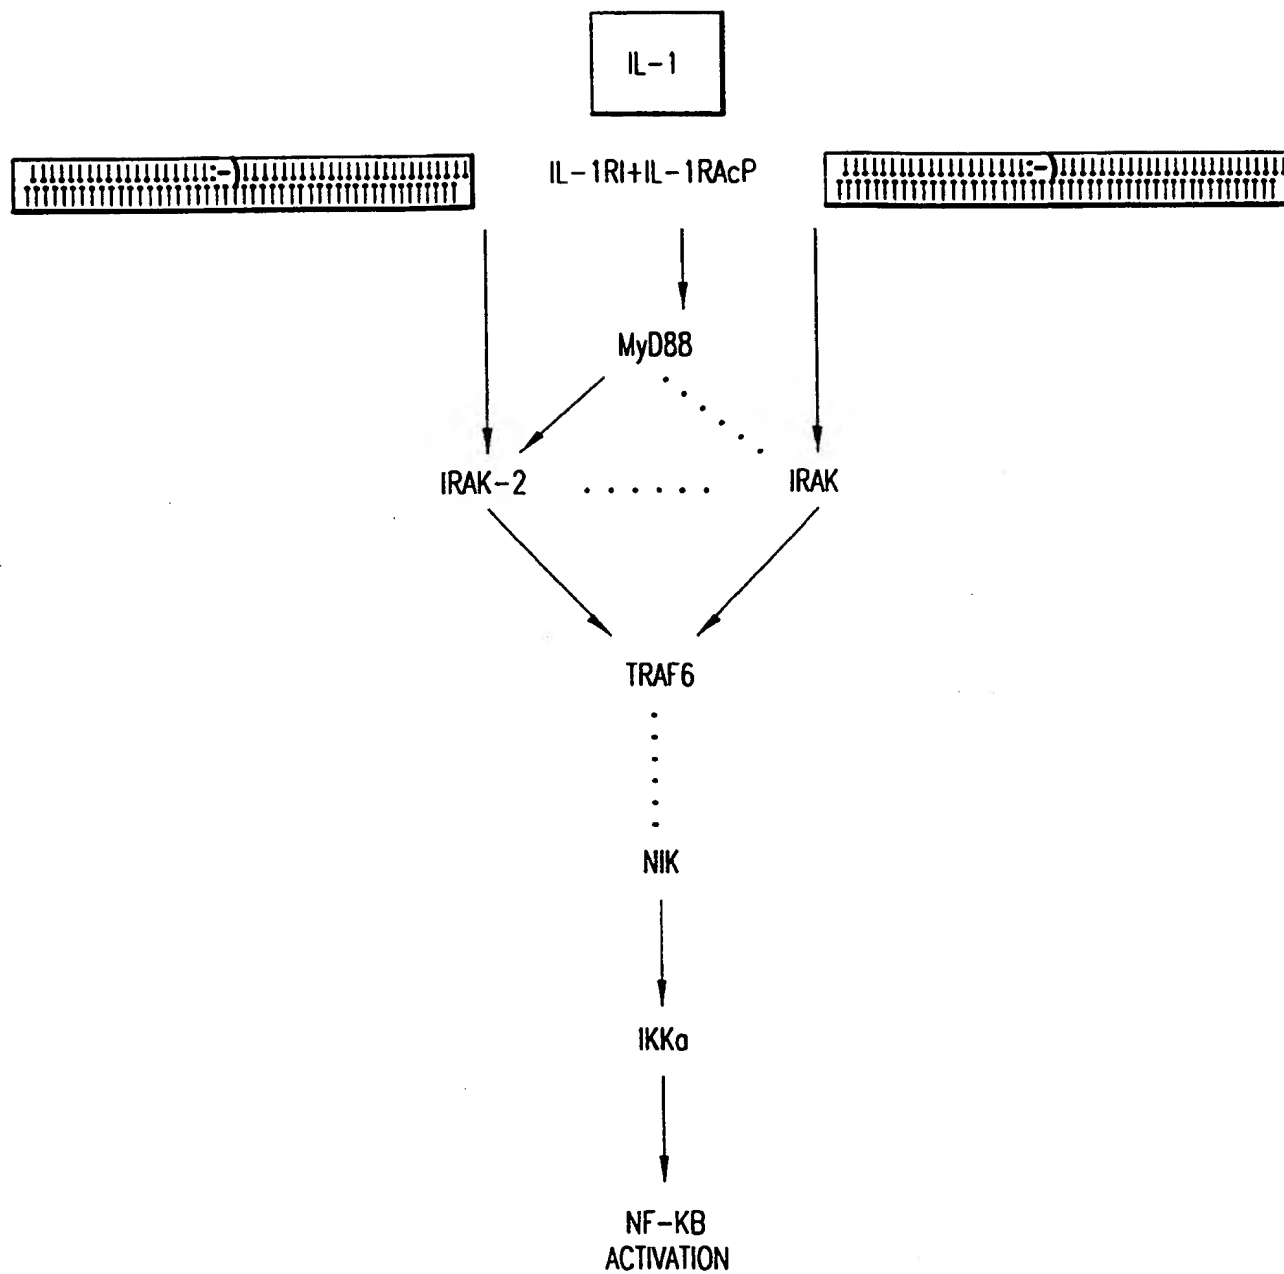 IL-1
:-)
IL-1RI+IL-1RAcP
:-)
MyD88
IRAK-2
IRAK
TRAF6
NIK
IKKα
NF-KB
ACTIVATION